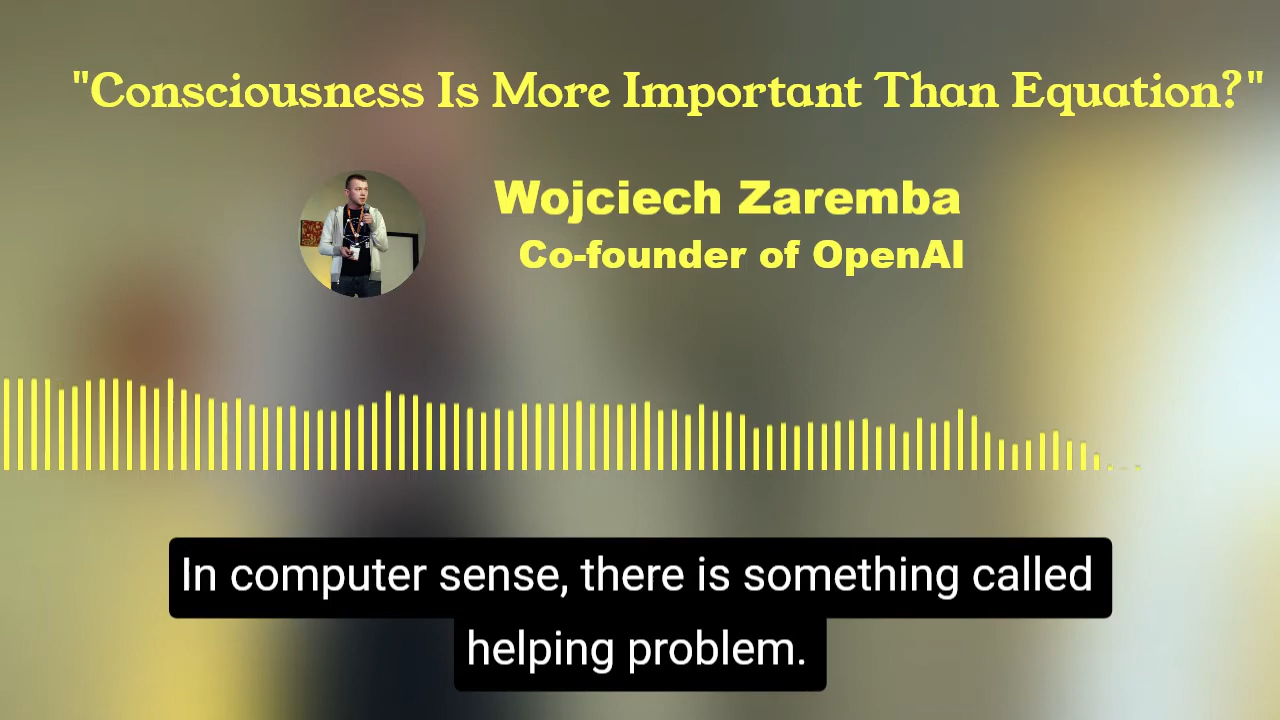 "Consciousness Is More Important Than Equation?"
Wojciech Zaremba
Co-founder of OpenAI
In computer sense, there is something called
helping problem.